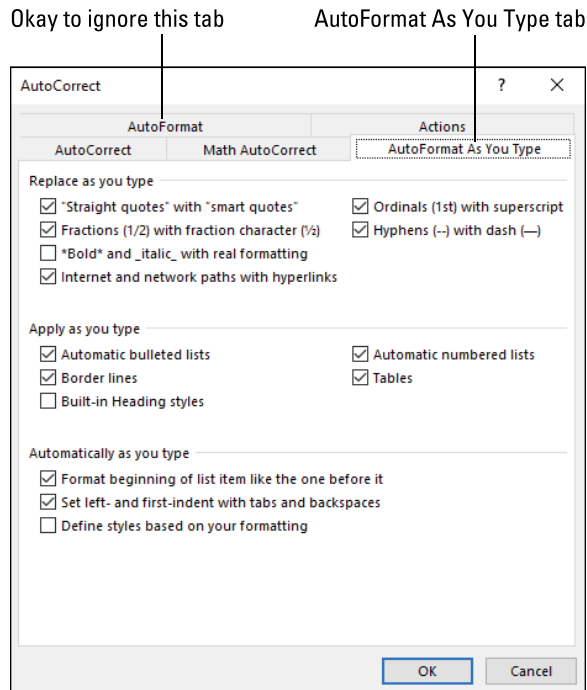 Okay to ignore this tab    AutoFormat As You Type tab
AutoCorrect ? ×
AutoFormat    Actions
AutoCorrect    Math AutoCorrect    AutoFormat As You Type
Replace as you type
"Straight quotes" with “smart quotes”    Ordinals (1st) with superscript
Fractions (1/2) with fraction character (½)    Hyphens (--) with dash (—)
*Bold* and _italic_ with real formatting
Internet and network paths with hyperlinks
Apply as you type
Automatic bulleted lists    Automatic numbered lists
Border lines    Tables
Built-in Heading styles
Automatically as you type
Format beginning of list item like the one before it
Set left- and first-indent with tabs and backspaces
Define styles based on your formatting
OK    Cancel